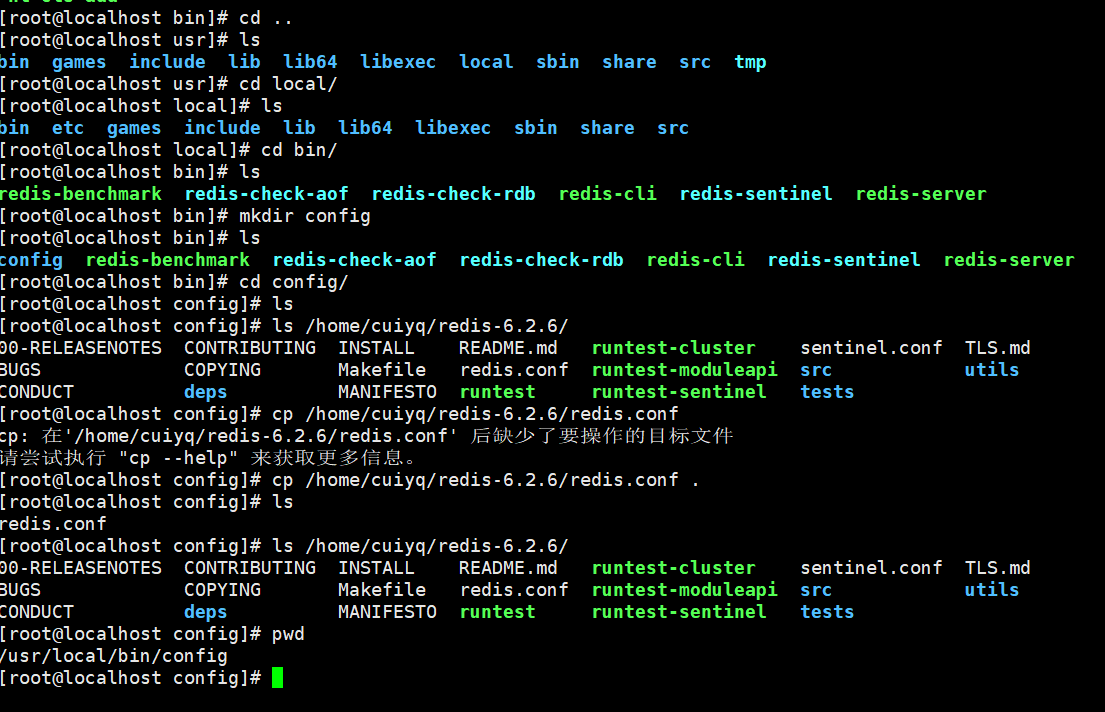 [root@localhost bin]# cd ..
[root@localhost usr]# ls
bin games include lib lib64 libexec local sbin share src tmp
[root@localhost usr]# cd local/
[root@localhost local]# ls
bin etc games include lib lib64 libexec sbin share src
[root@localhost local]# cd bin/
[root@localhost bin]# ls
redis-benchmark redis-check-aof redis-check-rdb redis-cli redis-sentinel redis-server
[root@localhost bin]# mkdir config
[root@localhost bin]# ls
config redis-benchmark redis-check-aof redis-check-rdb redis-cli redis-sentinel redis-server
[root@localhost bin]# cd config/
[root@localhost config]# ls
[root@localhost config]# ls /home/cuiyq/redis-6.2.6/
00-RELEASENOTES CONTRIBUTING INSTALL README.md runtest-cluster sentinel.conf TLS.md
BUGS COPYING Makefile redis.conf runtest-moduleapi src utils
CONDUCT deps MANIFESTO runtest runtest-sentinel tests
[root@localhost config]# cp /home/cuiyq/redis-6.2.6/redis.conf
cp: 在'/home/cuiyq/redis-6.2.6/redis.conf' 后缺少了要操作的目标文件
请尝试执行 "cp --help" 来获取更多信息。
[root@localhost config]# cp /home/cuiyq/redis-6.2.6/redis.conf .
[root@localhost config]# ls
redis.conf
[root@localhost config]# ls /home/cuiyq/redis-6.2.6/
00-RELEASENOTES CONTRIBUTING INSTALL README.md runtest-cluster sentinel.conf TLS.md
BUGS COPYING Makefile redis.conf runtest-moduleapi src utils
CONDUCT deps MANIFESTO runtest runtest-sentinel tests
[root@localhost config]# pwd
/usr/local/bin/config
[root@localhost config]#